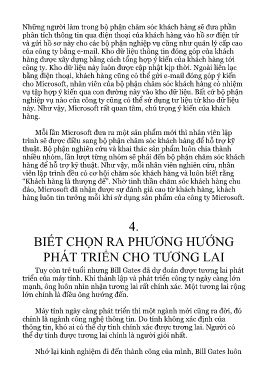 Những người làm trong bộ phận chăm sóc khách hàng sẽ đưa phần
phân tích thông tin qua điện thoại của khách hàng vào hồ sơ điện tử
và gửi hồ sơ này cho các bộ phận nghiệp vụ cũng như quản lý cấp cao
của công ty bằng e-mail. Kho dữ liệu thông tin đóng góp của khách
hàng được xây dựng bằng cách tổng hợp ý kiến của khách hàng tới
công ty. Kho dữ liệu này luôn được cập nhật kịp thời. Ngoài liên lạc
bằng điện thoại, khách hàng cũng có thể gửi e-mail đóng góp ý kiến
cho Microsoft, nhân viên của bộ phận chăm sóc khách hàng có nhiệm
vụ tập hợp ý kiến qua con đường này vào kho dữ liệu. Bất cứ bộ phận
nghiệp vụ nào của công ty cũng có thể sử dụng tư liệu từ kho dữ liệu
này. Như vậy, Microsoft rất quan tâm, chú trọng ý kiến của khách
hàng.
Mỗi lần Microsoft đưa ra một sản phẩm mới thì nhân viên lập
trình sẽ được điều sang bộ phận chăm sóc khách hàng để hỗ trợ kỹ
thuật. Bộ phận nghiên cứu và khai thác sản phẩm luôn chia thành
nhiều nhóm, lần lượt từng nhóm sẽ phải đến bộ phận chăm sóc khách
hàng để hỗ trợ kỹ thuật. Như vậy, mỗi nhân viên nghiên cứu, nhân
viên lập trình đều có cơ hội chăm sóc khách hàng và luôn biết rằng
“Khách hàng là thượng đế”. Nhờ tinh thần chăm sóc khách hàng chu
đáo, Microsoft đã nhận được sự đánh giá cao từ khách hàng, khách
hàng luôn tin tưởng mỗi khi sử dụng sản phẩm của công ty Microsoft.
4.
BIẾT CHỌN RA PHƯƠNG HƯỚNG
PHÁT TRIỂN CHO TƯƠNG LAI
Tuy còn trẻ tuổi nhưng Bill Gates đã dự đoán được tương lai phát
triển của máy tính. Khi thành lập và phát triển công ty ngày càng lớn
mạnh, ông luôn nhìn nhận tương lai rất chính xác. Một tương lai rộng
lớn chính là điều ông hướng đến.
Máy tính ngày càng phát triển thì một ngành mới cũng ra đời, đó
chính là ngành công nghệ thông tin. Do tính không xác định của
thông tin, khó ai có thể dự tính chính xác được tương lai. Người có
thể dự tính được tương lai chính là người giỏi nhất.
Nhớ lại kinh nghiệm đi đến thành công của mình, Bill Gates luôn